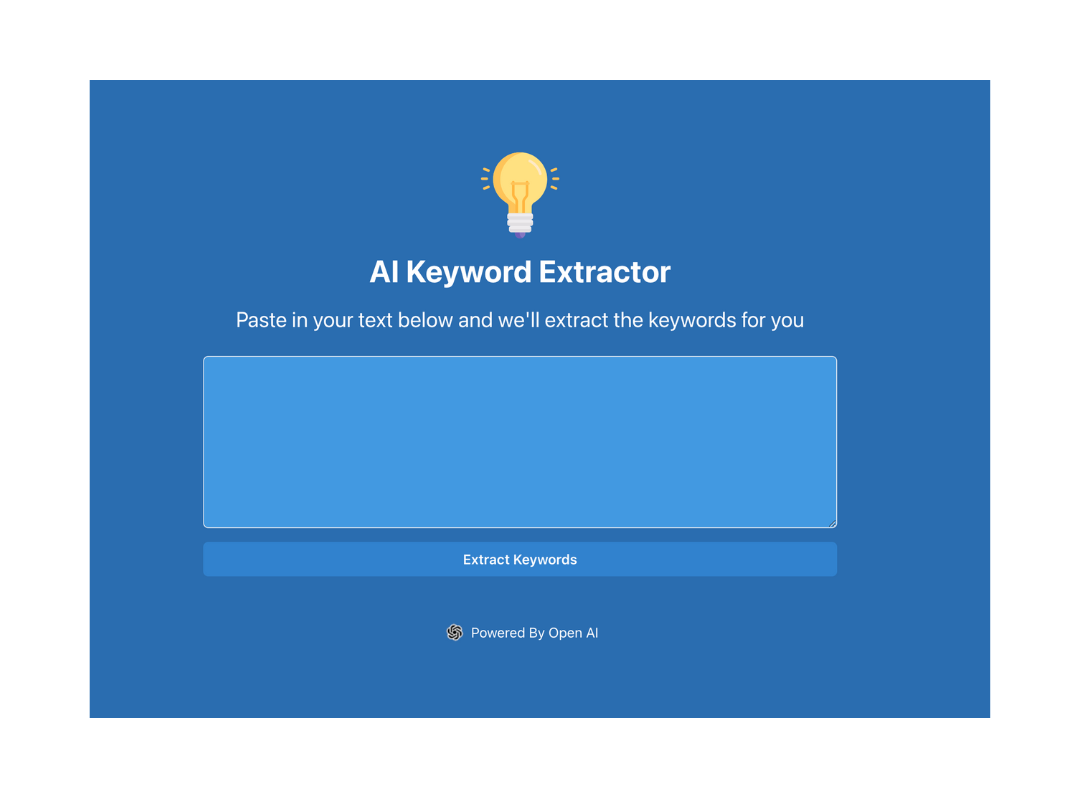 AI Keyword Extractor
Paste in your text below and we'll extract the keywords for you
Extract Keywords
Powered By Open AI